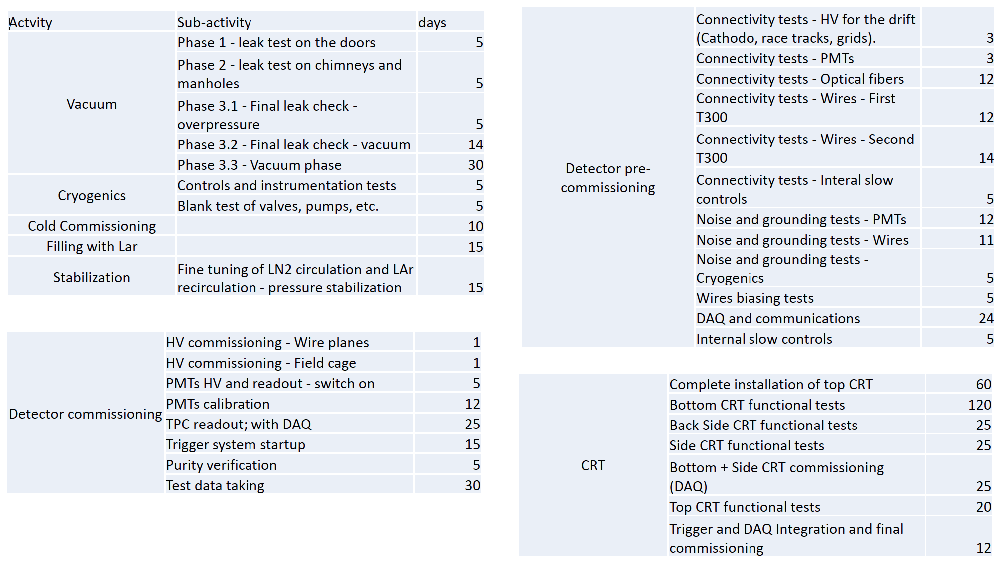 Actvity Sub-activity days
Vacuum
Phase 1 - leak test on the doors 5
Phase 2 - leak test on chimneys and
manholes 5
Phase 3.1 - Final leak check -
overpressure 5
Phase 3.2 - Final leak check - vacuum 14
Phase 3.3 - Vacuum phase 30
Cryogenics
Controls and instrumentation tests 5
Blank test of valves, pumps, etc. 5
Cold Commissioning 10
Filling with Lar 15
Stabilization
Fine tuning of LN2 circulation and LAr
recirculation - pressure stabilization 15
Detector commissioning
HV commissioning - Wire planes 1
HV commissioning - Field cage 1
PMTs HV and readout - switch on 5
PMTs calibration 12
TPC readout; with DAQ 25
Trigger system startup 15
Purity verification 5
Test data taking 30
Detector pre-
commissioning
Connectivity tests - HV for the drift
(Cathodo, race tracks, grids). 3
Connectivity tests - PMTs 3
Connectivity tests - Optical fibers 12
Connectivity tests - Wires - First
T300 12
Connectivity tests - Wires - Second
T300 14
Connectivity tests - Interal slow
controls 5
Noise and grounding tests - PMTs 12
Noise and grounding tests - Wires 11
Noise and grounding tests -
Cryogenics 5
Wires biasing tests 5
DAQ and communications 24
Internal slow controls 5
CRT
Complete installation of top CRT 60
Bottom CRT functional tests 120
Back Side CRT functional tests 25
Side CRT functional tests 25
Bottom + Side CRT commissioning
(DAQ) 25
Top CRT functional tests 20
Trigger and DAQ Integration and final
commissioning 12